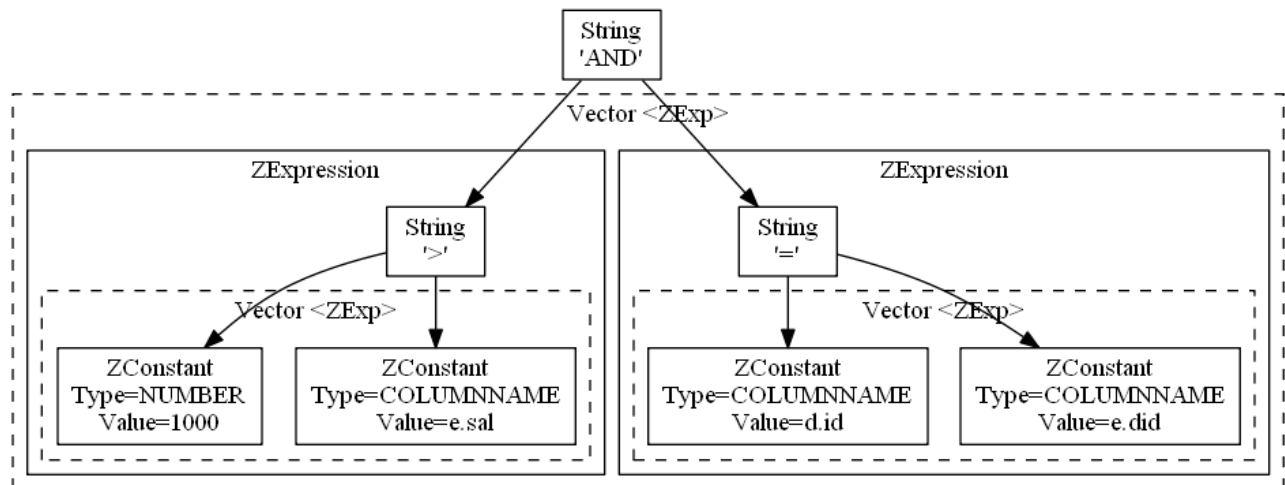 String
'AND'
Vector <ZExp>
ZExpression
String
'>'
Vector <ZExp>
ZConstant
Type=NUMBER
Value=1000
ZConstant
Type=COLUMNNAME
Value=e.sal
ZExpression
String
'='
Vector <ZExp>
ZConstant
Type=COLUMNNAME
Value=d.id
ZConstant
Type=COLUMNNAME
Value=e.did